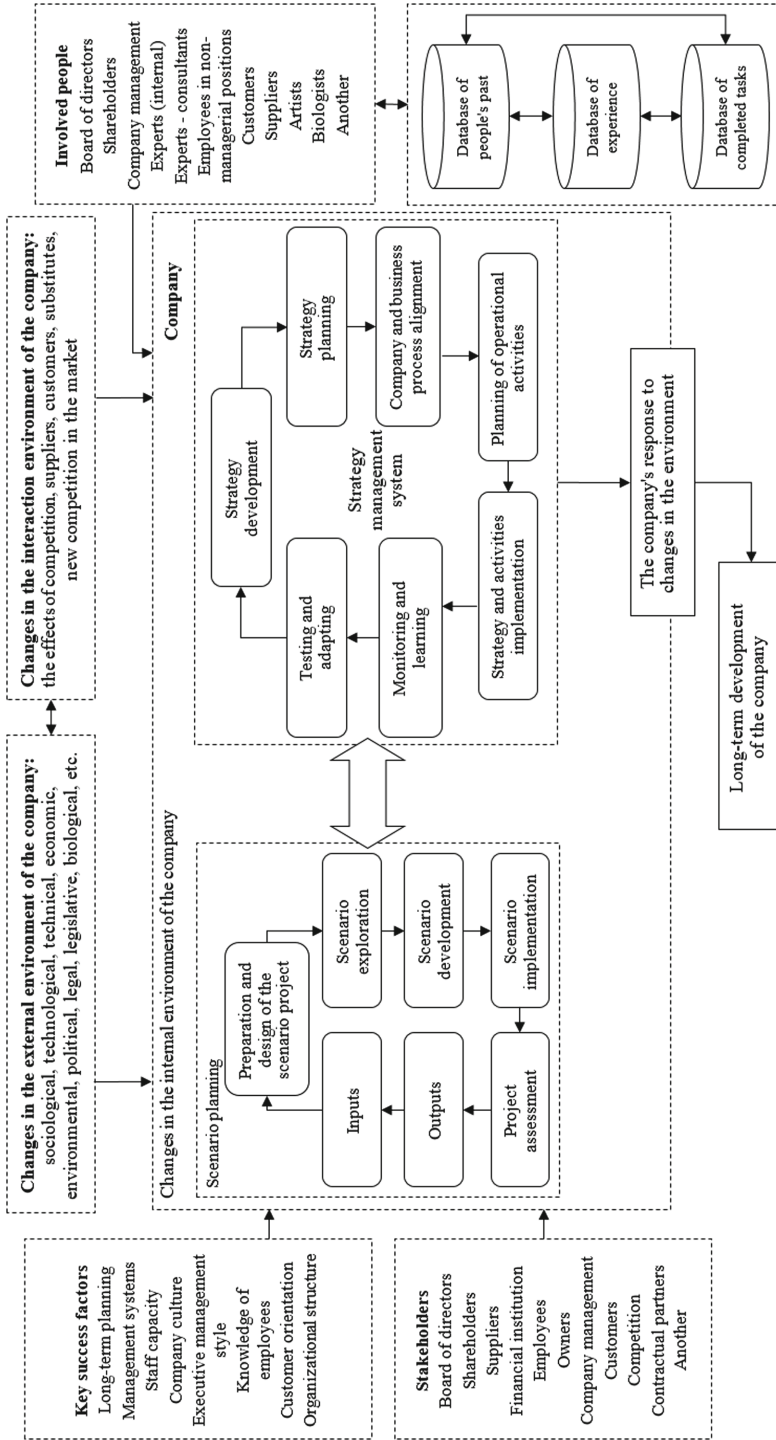 Changes in the external environment of the company:
sociological, technological, technical, economic,
environmental, political, legal, legislative, biological, etc.
Changes in the interaction environment of the company:
the effects of competition, suppliers, customers, substitutes,
new competition in the market
Key success factors
Long-term planning
Management systems
Staff capacity
Company culture
Executive management
style
Knowledge of
employees
Customer orientation
Organizational structure
Stakeholders
Board of directors
Shareholders
Suppliers
Financial institution
Employees
Owners
Company management
Customers
Competition
Contractual partners
Another
Changes in the internal environment of the company
Scenario planning
Preparation and
design of the
scenario project
Scenario
exploration
Scenario
development
Scenario
implementation
Project
assessment
Outputs
Inputs
Company
Strategy
development
Strategy
planning
Company and business
process alignment
Planning of operational
activities
Strategy and activities
implementation
Monitoring and
learning
Testing and
adapting
Strategy
management
system
Involved people
Board of directors
Shareholders
Company management
Experts (internal)
Experts - consultants
Employees in non-
managerial positions
Customers
Suppliers
Artists
Biologists
Another
Database of
people's past
Database of
experience
Database of
completed tasks
The company's response to
changes in the environment
Long-term development
of the company